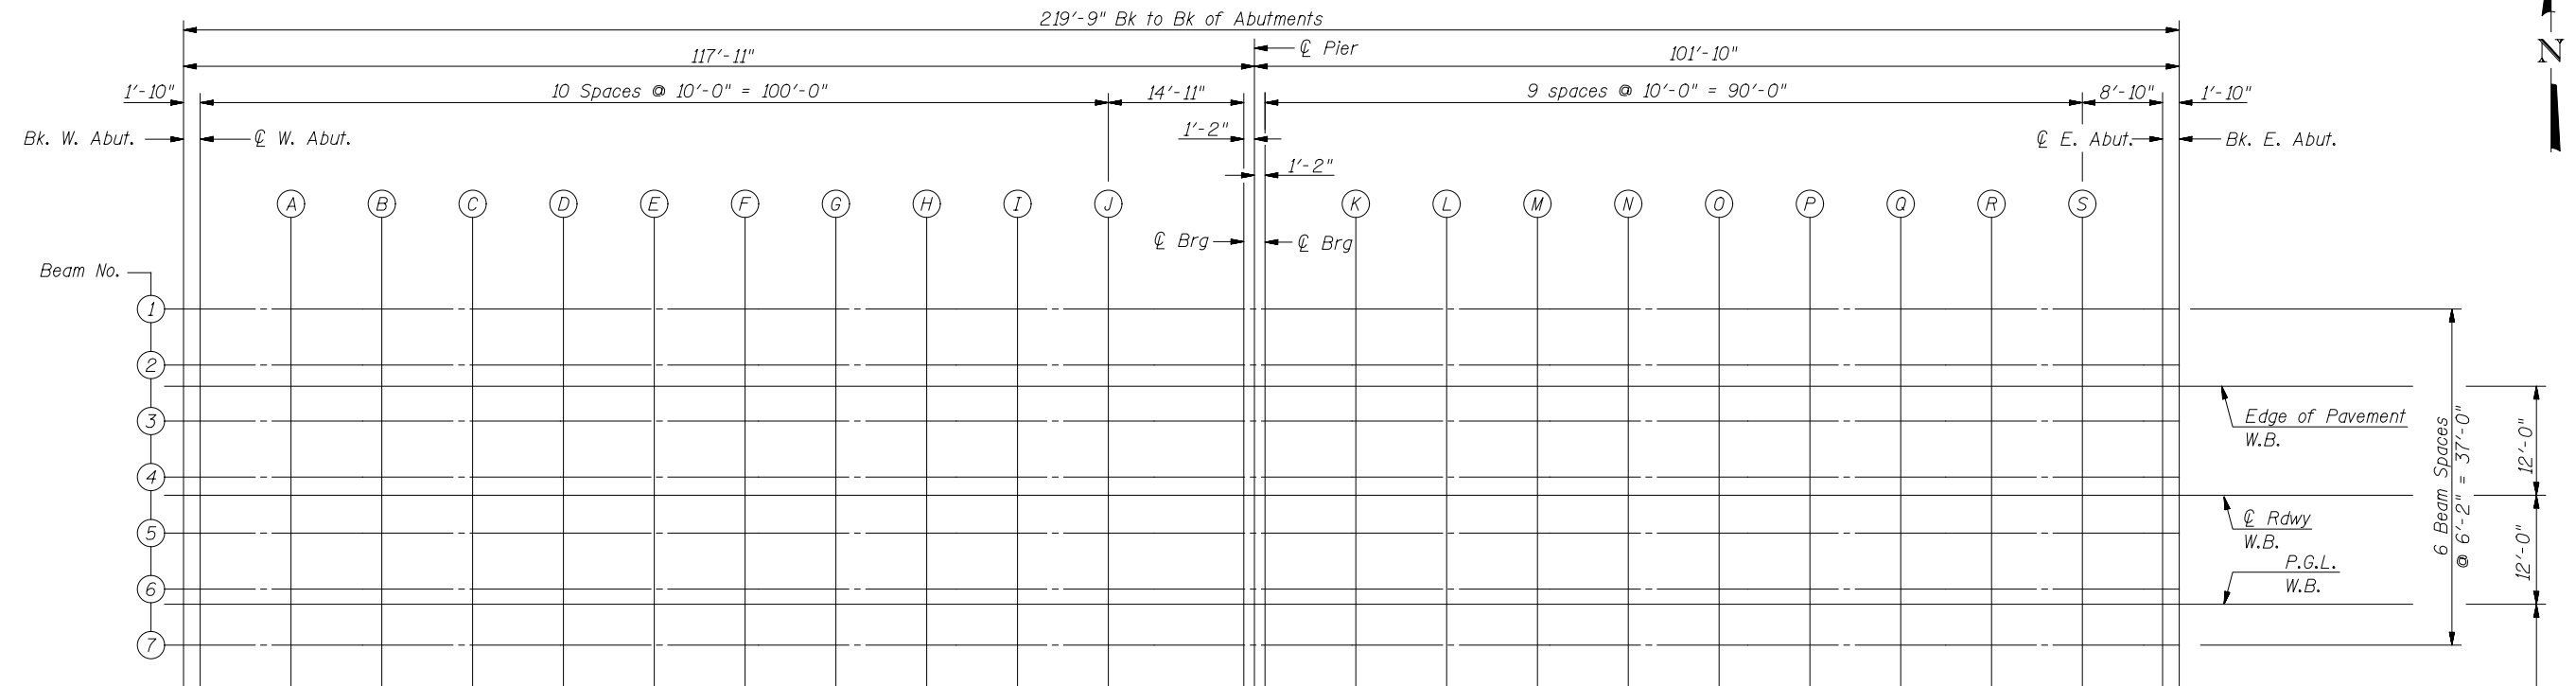 219'-9" Bk to Bk of Abutments
N
℄ Pier
117'-11"
101'-10"
1'-10"
10 Spaces @ 10'-0" = 100'-0"
14'-11"
9 spaces @ 10'-0" = 90'-0"
8'-10"
1'-10"
Bk. W. Abut.
℄ W. Abut.
1'-2"
℄ E. Abut.
Bk. E. Abut.
1'-2"
A B C D E F G H I J K L M N O P Q R S
℄ Brg
℄ Brg
Beam No.
1
2
3
4
5
6
7
Edge of Pavement
W.B.
℄ Rdwy
W.B.
P.G.L.
W.B.
6 Beam Spaces
@ 6'-2" = 37'-0"
12'-0"
12'-0"